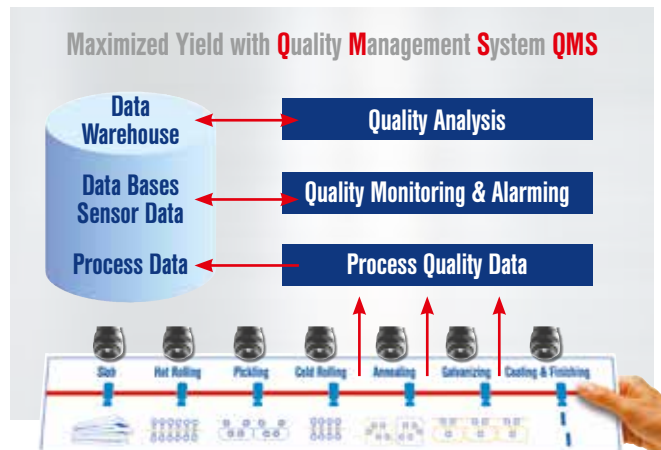 Maximized Yield with Quality Management System QMS
Data
Warehouse
Quality Analysis
Data Bases
Sensor Data
Quality Monitoring & Alarming
Process Data
Process Quality Data
Slab Hot Rolling Pickling Cold Rolling Annealing Galvanizing Coating & Finishing